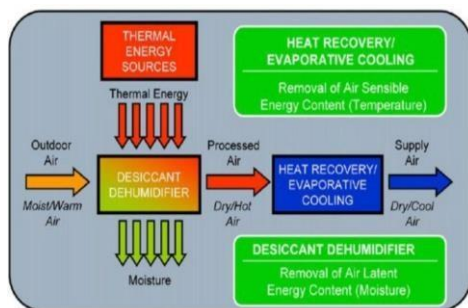 THERMAL
ENERGY
SOURCES
HEAT RECOVERY/
EVAPORATIVE COOLING
Removal of Air Sensible
Energy Content (Temperature)
Thermal Energy
Outdoor
Air
Moist/Warm
Air
DESICCANT
DEHUMIDIFIER
Processed
Air
Dry/Hot
Air
HEAT RECOVERY/
EVAPORATIVE
COOLING
Supply
Air
Dry/Cool
Air
Moisture
DESICCANT DEHUMIDIFIER
Removal of Air Latent
Energy Content (Moisture)